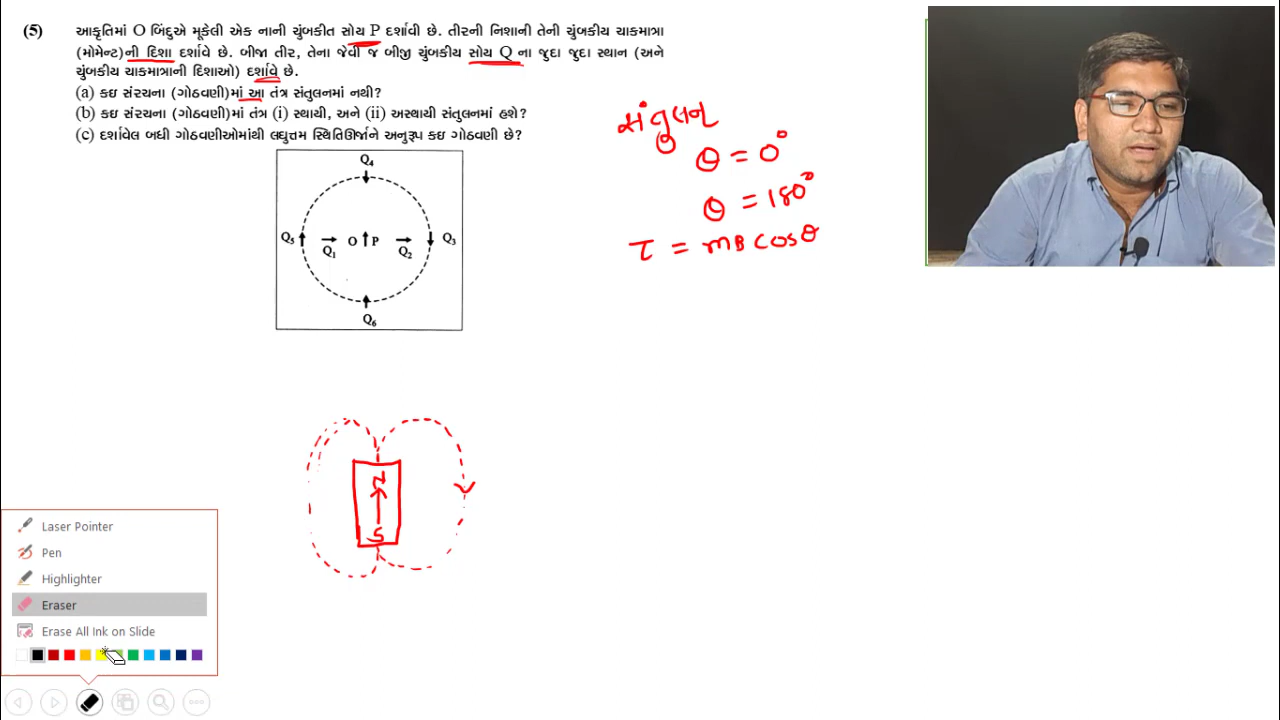 (5) આકૃતિમાં O બિંદુએ મૂકેલી એક નાની ચુંબકીત સોય P દર્શાવી છે. તીરની નિશાની તેની ચુંબકીય ચાકમાત્રા
(મોમેન્ટ)ની દિશા દર્શાવે છે. બીજા તીર, તેના જેવી જ બીજી ચુંબકીય સોય Q ના જુદા જુદા સ્થાન (અને
ચુંબકીય ચાકમાત્રાની દિશાઓ) દર્શાવે છે.
(a) કઇ સંરચના (ગોઠવણી)માં આ તંત્ર સંતુલનમાં નથી?
(b) કઇ સંરચના (ગોઠવણી)માં તંત્ર (i) સ્થાયી, અને (ii) અસ્થાયી સંતુલનમાં હશે?
(c) દર્શાવેલ બધી ગોઠવણીઓમાંથી લઘુત્તમ સ્થિતિઊર્જાને અનુરૂપ કઇ ગોઠવણી છે?
Q4
Q5 Q1 O P Q2 Q3
Q6
સંતુલન
θ = 0°
θ = 180°
τ = mB cosθ
N
S
Laser Pointer
Pen
Highlighter
Eraser
Erase All Ink on Slide